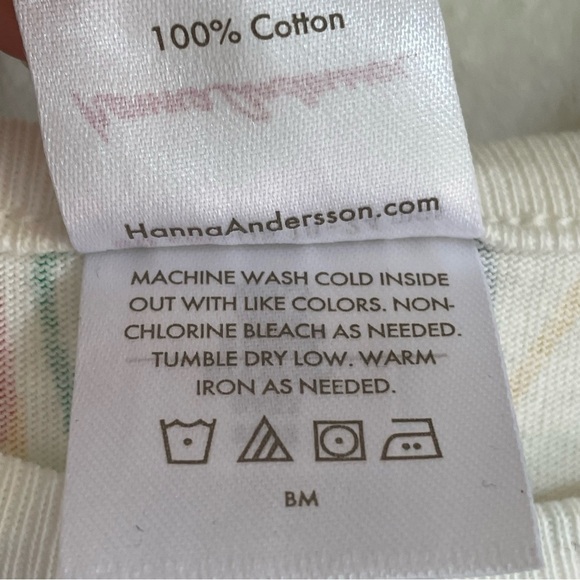 100% Cotton
HannaAndersson.com
MACHINE WASH COLD INSIDE
OUT WITH LIKE COLORS. NON-
CHLORINE BLEACH AS NEEDED.
TUMBLE DRY LOW. WARM
IRON AS NEEDED.
BM